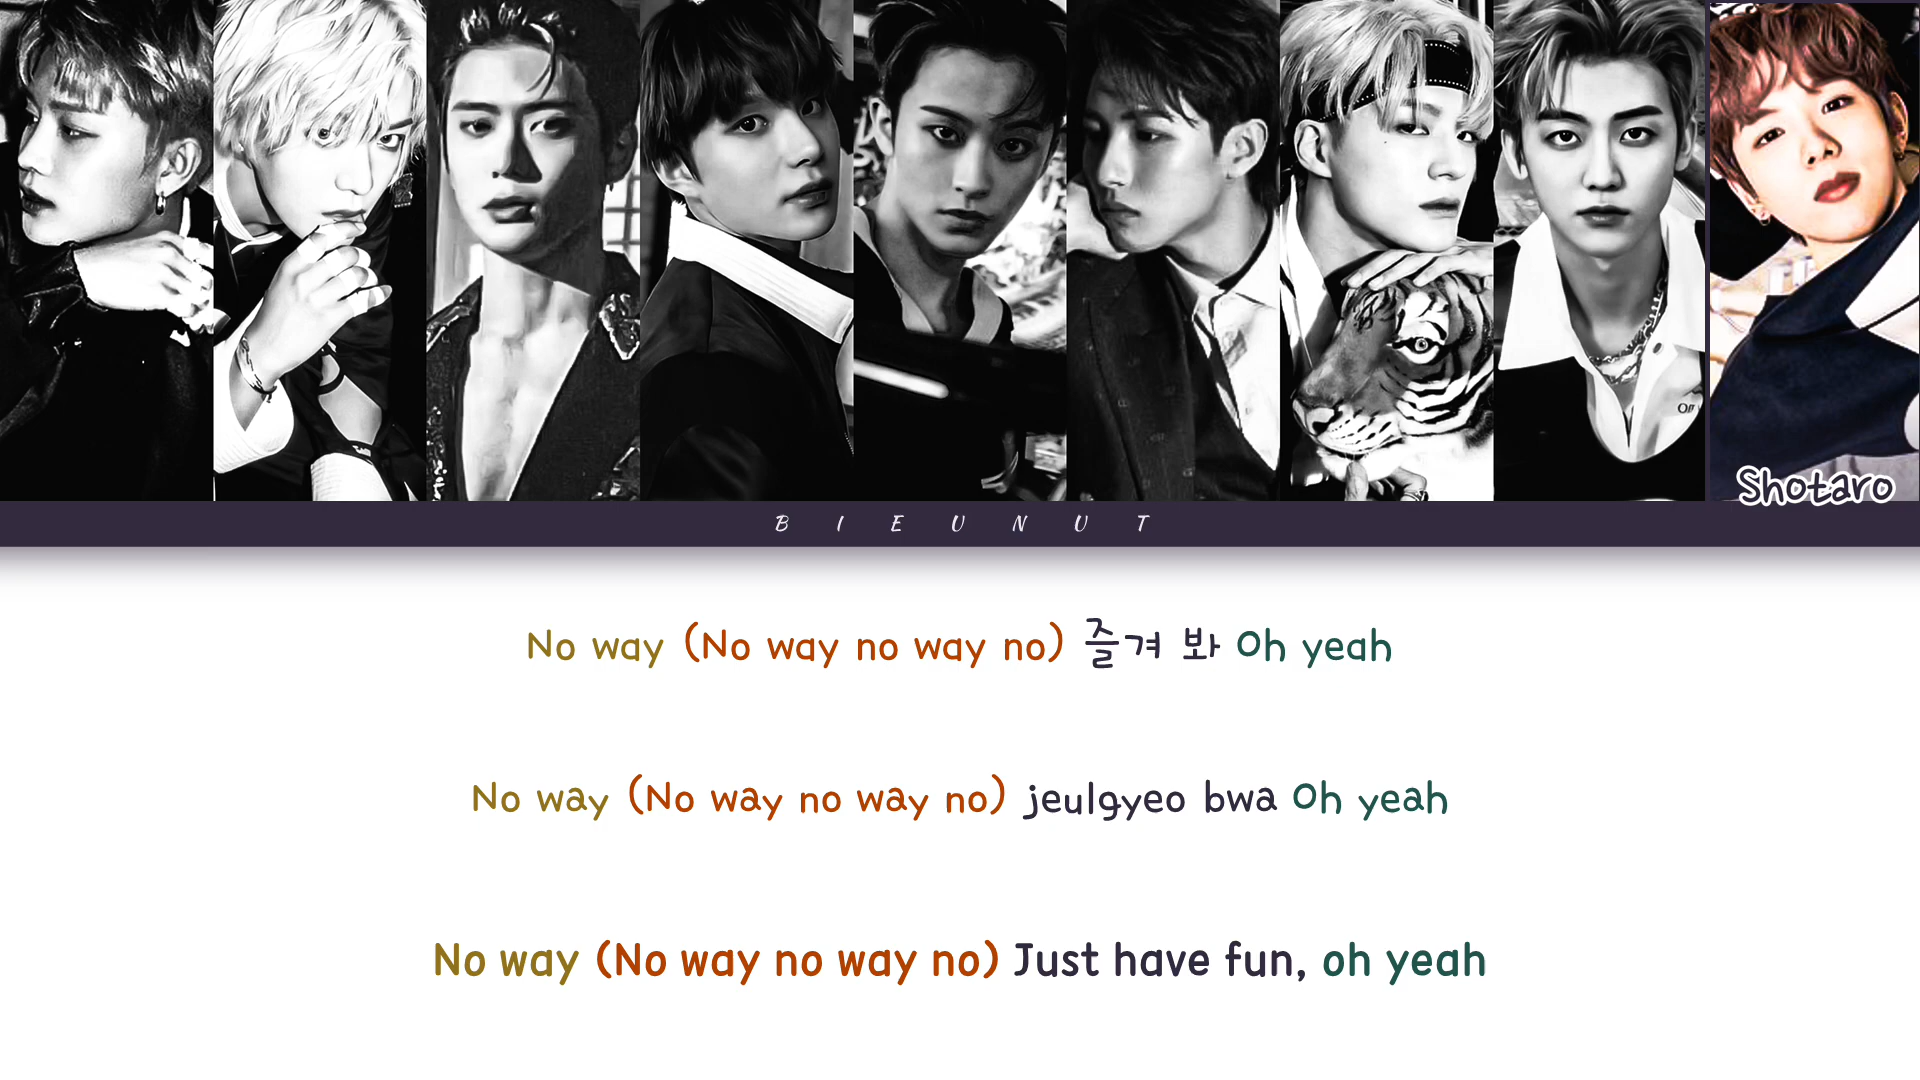 Shotaro
BIEUNUT
No way (No way no way no) 즐겨 봐 Oh yeah
No way (No way no way no) jeulgyeo bwa Oh yeah
No way (No way no way no) Just have fun, oh yeah